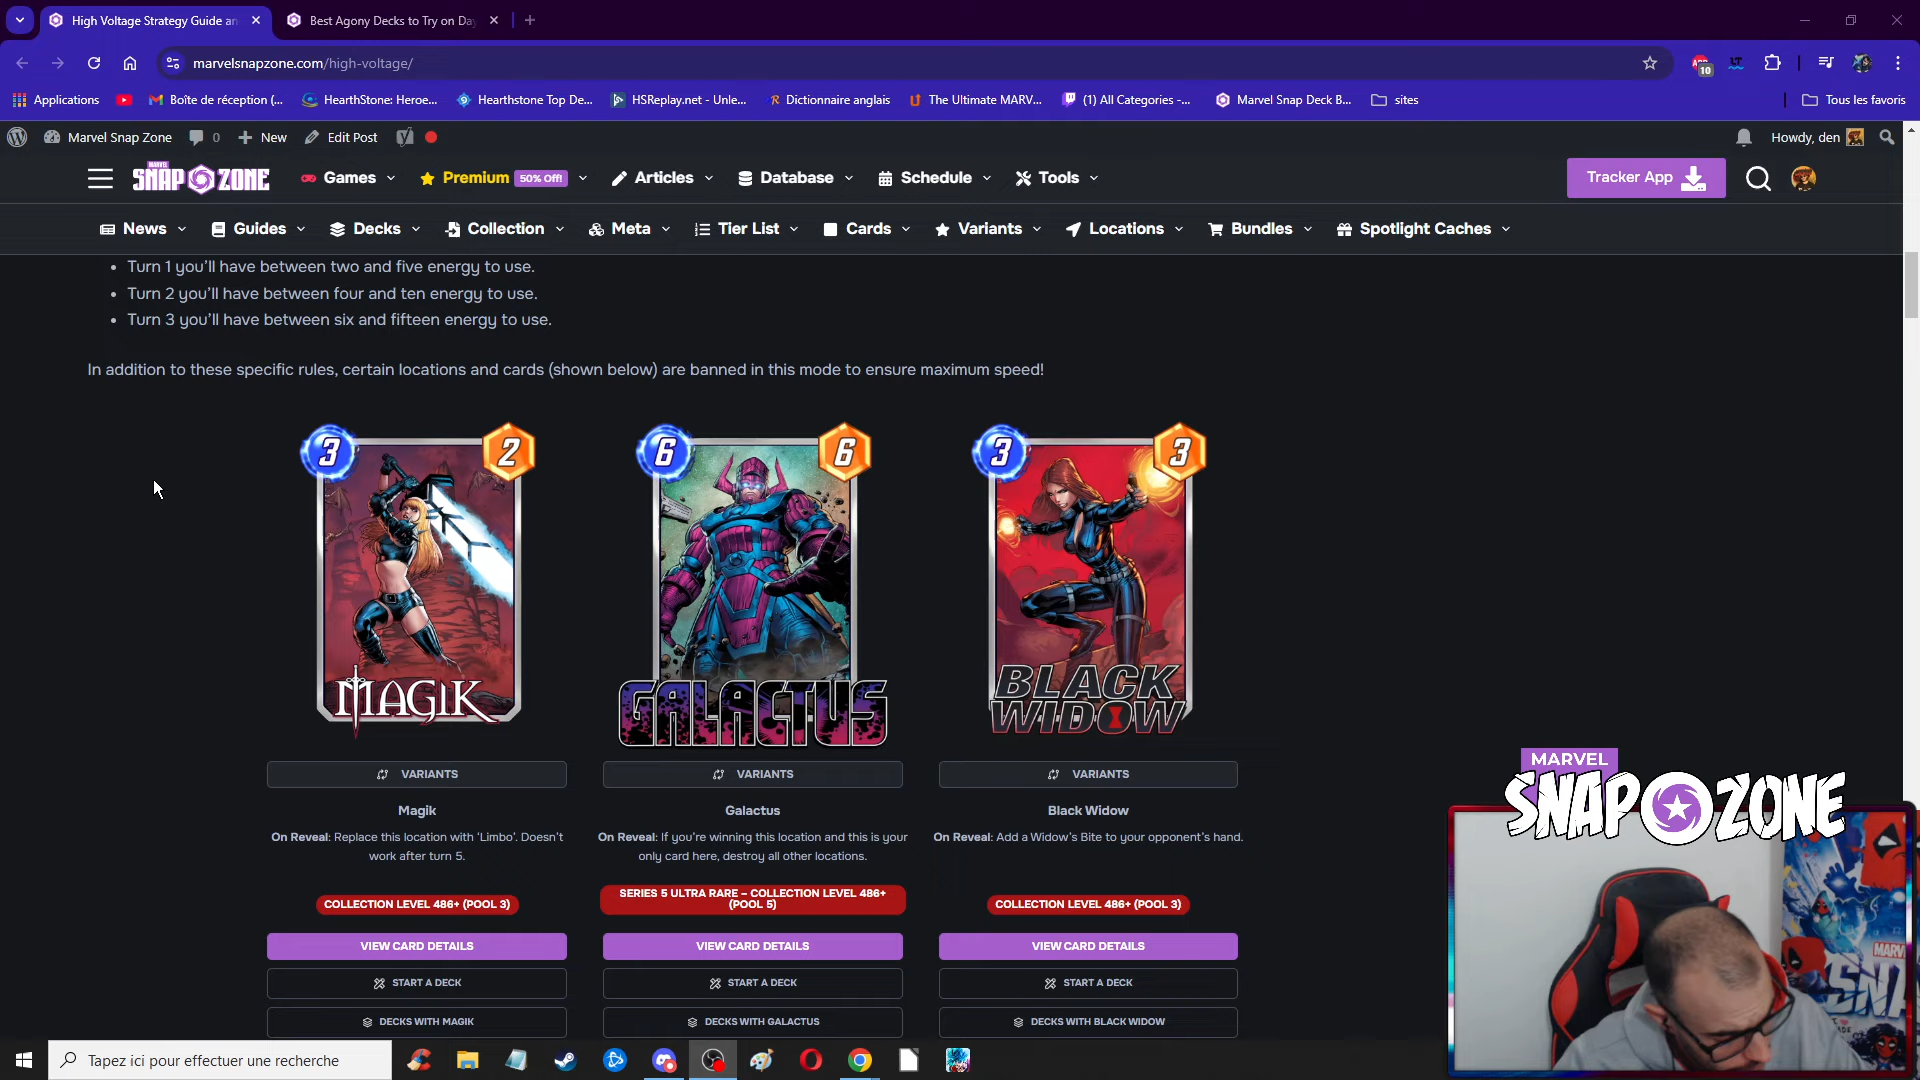 High Voltage Strategy Guide an
Best Agony Decks to Try on Da
marvelsnapzone.com/high-voltage/
10
Applications
Boîte de réception (...
HearthStone: Heroe...
Hearthstone Top De...
HSReplay.net - Unle...
Dictionnaire anglais
The Ultimate MARV...
(1) All Categories -...
Marvel Snap Deck B...
sites
Tous les favoris
Marvel Snap Zone
0
New
Edit Post
Howdy, den
MARVEL
SNAP ZONE
Games
Premium
50% Off!
Articles
Database
Schedule
Tools
Tracker App
News
Guides
Decks
Collection
Meta
Tier List
Cards
Variants
Locations
Bundles
Spotlight Caches
Turn 1 you'll have between two and five energy to use.
Turn 2 you'll have between four and ten energy to use.
Turn 3 you'll have between six and fifteen energy to use.
In addition to these specific rules, certain locations and cards (shown below) are banned in this mode to ensure maximum speed!
3 2
6 6
3 3
MAGIK
GALACTUS
BLACK
WIDOW
VARIANTS
VARIANTS
VARIANTS
Magik
Galactus
Black Widow
On Reveal: Replace this location with 'Limbo'. Doesn't
work after turn 5.
On Reveal: If you're winning this location and this is your
only card here, destroy all other locations.
On Reveal: Add a Widow's Bite to your opponent's hand.
COLLECTION LEVEL 486+ (POOL 3)
SERIES 5 ULTRA RARE – COLLECTION LEVEL 486+
(POOL 5)
COLLECTION LEVEL 486+ (POOL 3)
VIEW CARD DETAILS
VIEW CARD DETAILS
VIEW CARD DETAILS
START A DECK
START A DECK
START A DECK
DECKS WITH MAGIK
DECKS WITH GALACTUS
DECKS WITH BLACK WIDOW
MARVEL
SNAP ZONE
Tapez ici pour effectuer une recherche